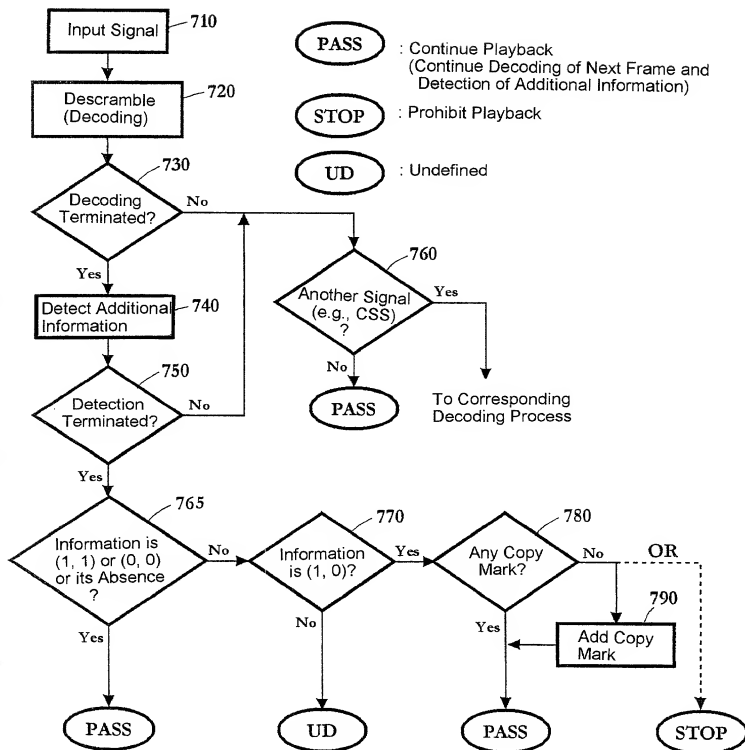 Input Signal
710
Descramble
(Decoding)
720
PASS
: Continue Playback
(Continue Decoding of Next Frame and
Detection of Additional Information)
STOP
: Prohibit Playback
UD
: Undefined
730
Decoding
Terminated?
No
Yes
Detect Additional
Information
740
750
Detection
Terminated?
No
Yes
760
Another Signal
(e.g., CSS)
?
Yes
No
PASS
To Corresponding
Decoding Process
765
Information is
(1, 1) or (0, 0)
or its Absence
?
No
Yes
PASS
770
Information
is (1, 0)?
Yes
No
UD
780
Any Copy
Mark?
No
OR
Yes
790
Add Copy
Mark
PASS
STOP